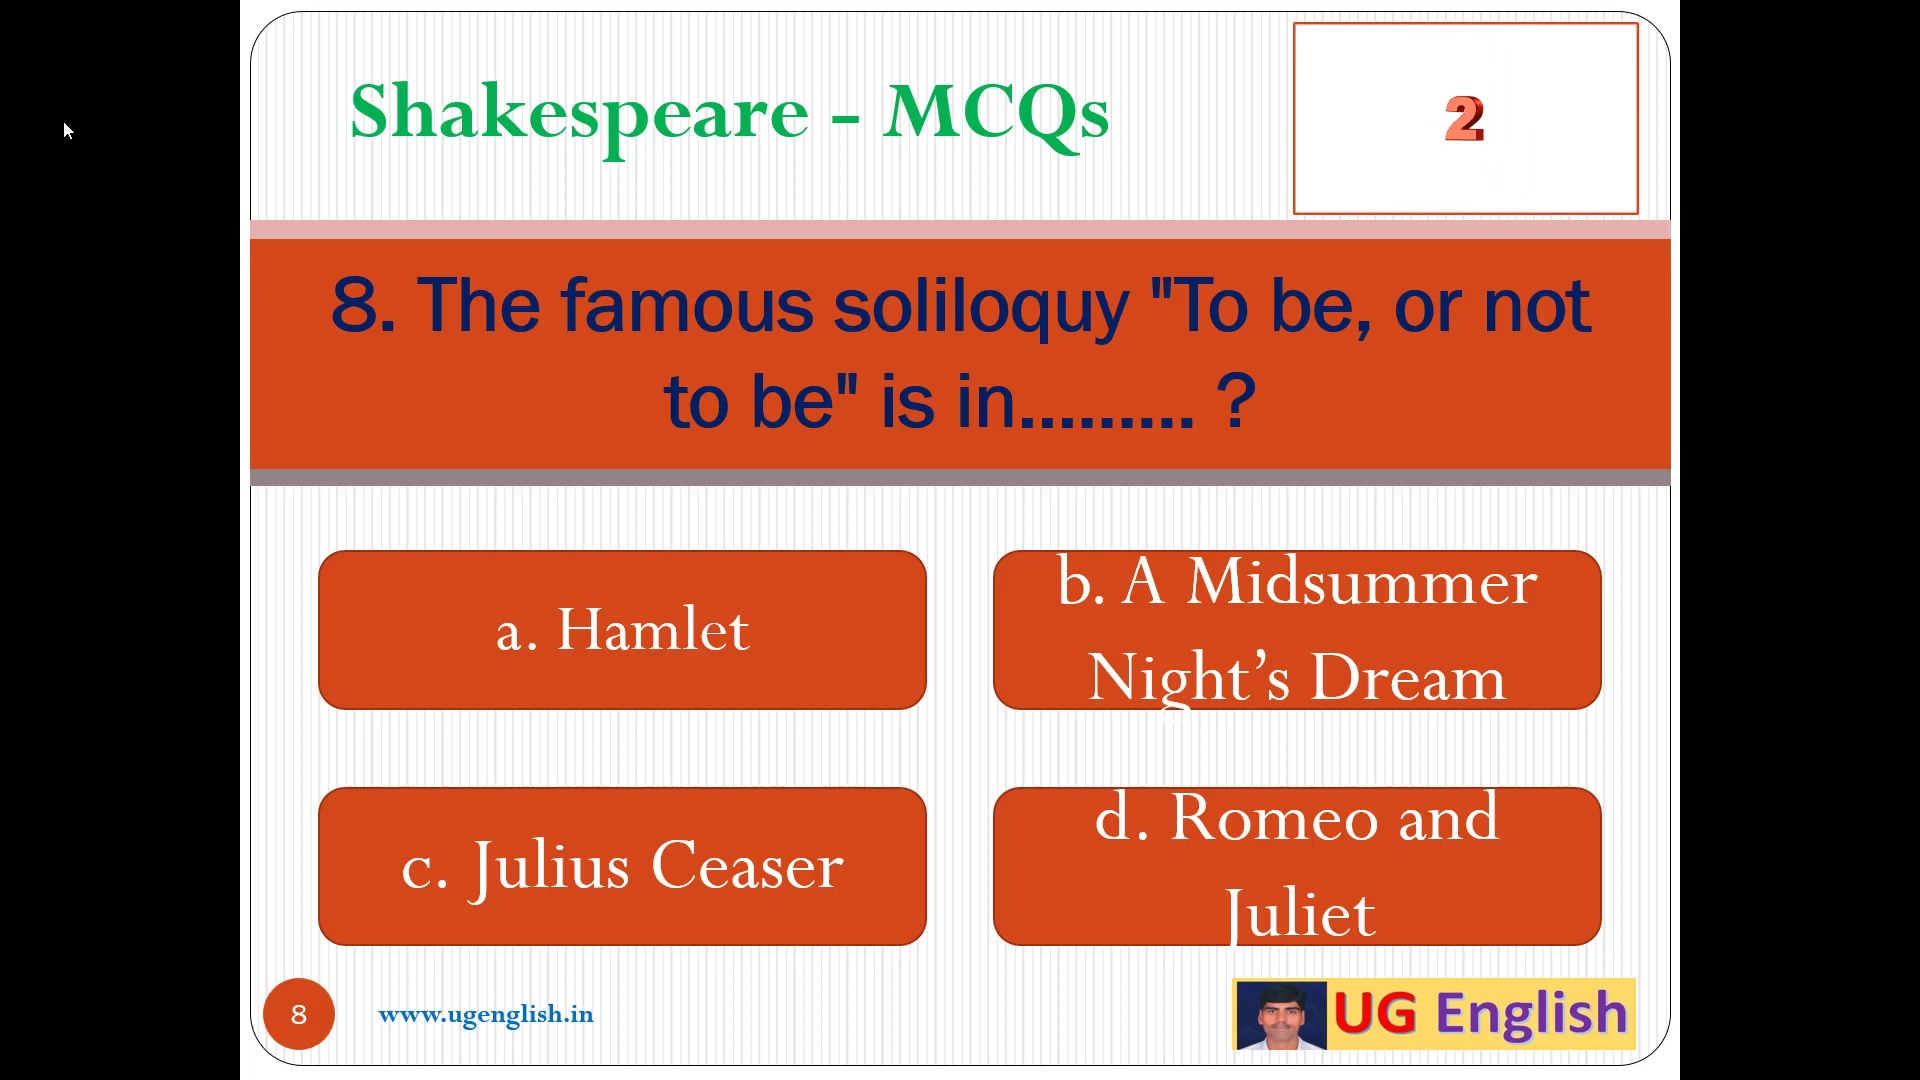 Shakespeare - MCQs
2
8. The famous soliloquy "To be, or not
to be" is in......... ?
a. Hamlet
b. A Midsummer
Night’s Dream
c. Julius Ceaser
d. Romeo and
Juliet
8
www.ugenglish.in
UG English